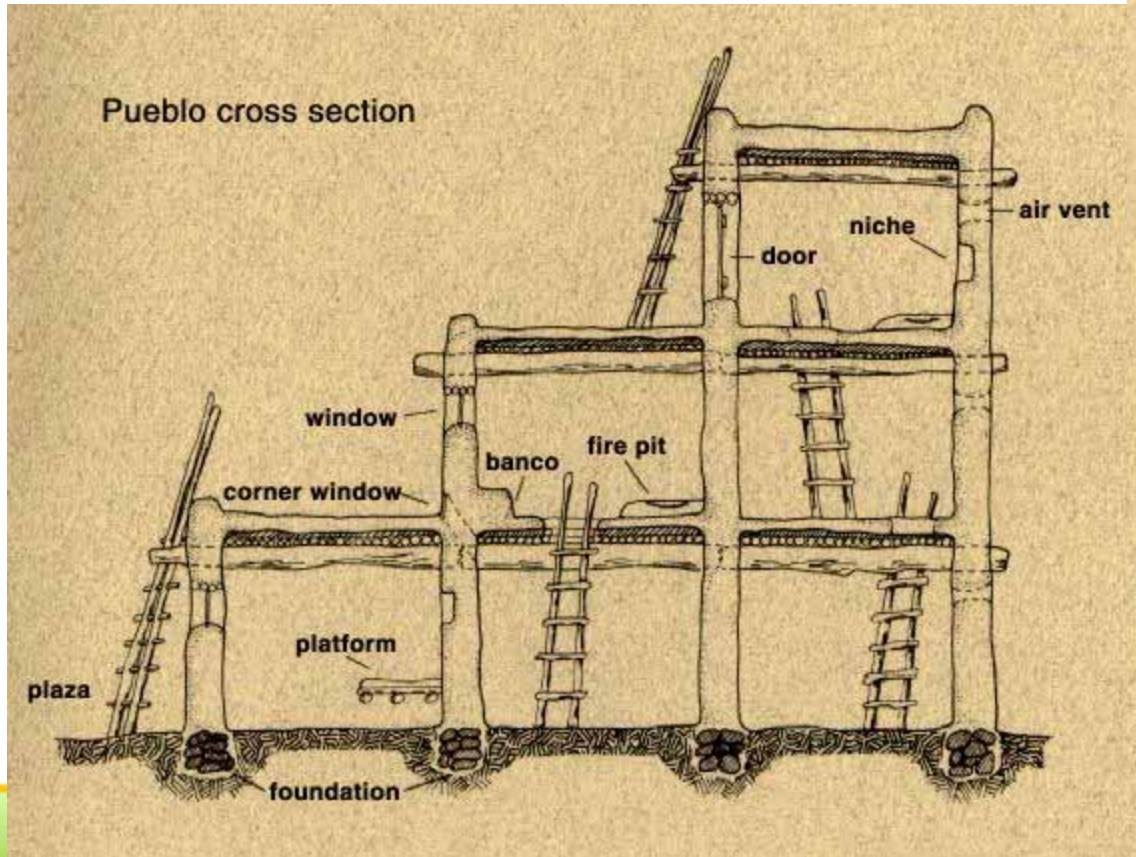 Pueblo cross section
air vent
niche
door
window
fire pit
banco
corner window
platform
plaza
foundation